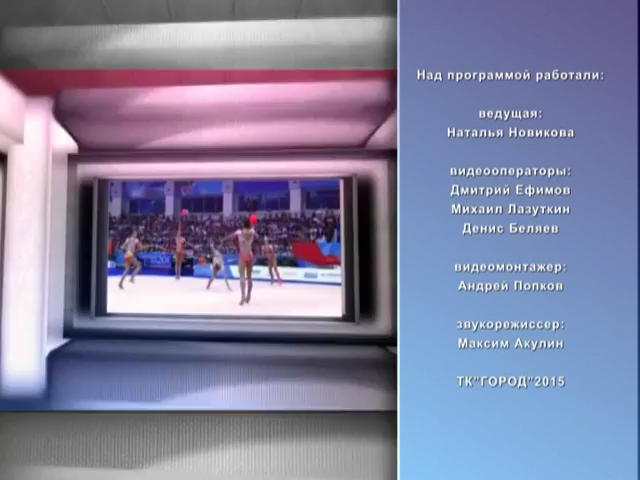 Над программой работали:
ведущая:
Наталья Новикова
видеооператоры:
Дмитрий Ефимов
Михаил Лазуткин
Денис Беляев
видеомонтажер:
Андрей Попков
звукорежиссер:
Максим Акулин
ТК"ГОРОД"2015